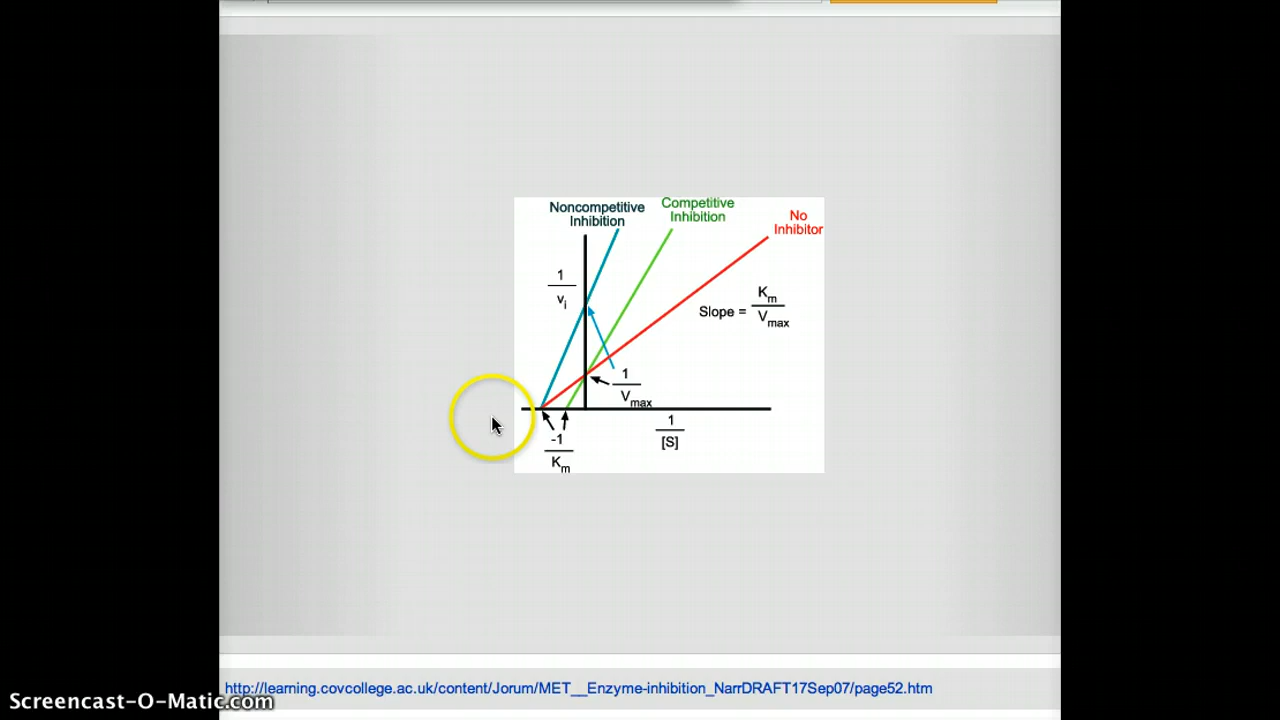 Noncompetitive
Inhibition
Competitive
Inhibition
No
Inhibitor
1
vi
Slope = Km
Vmax
1
Vmax
1
[S]
-1
Km
http://learning.covcollege.ac.uk/content/Jorum/MET__Enzyme-inhibition_NarrDRAFT17Sep07/page52.htm
Screencast-O-Matic.com